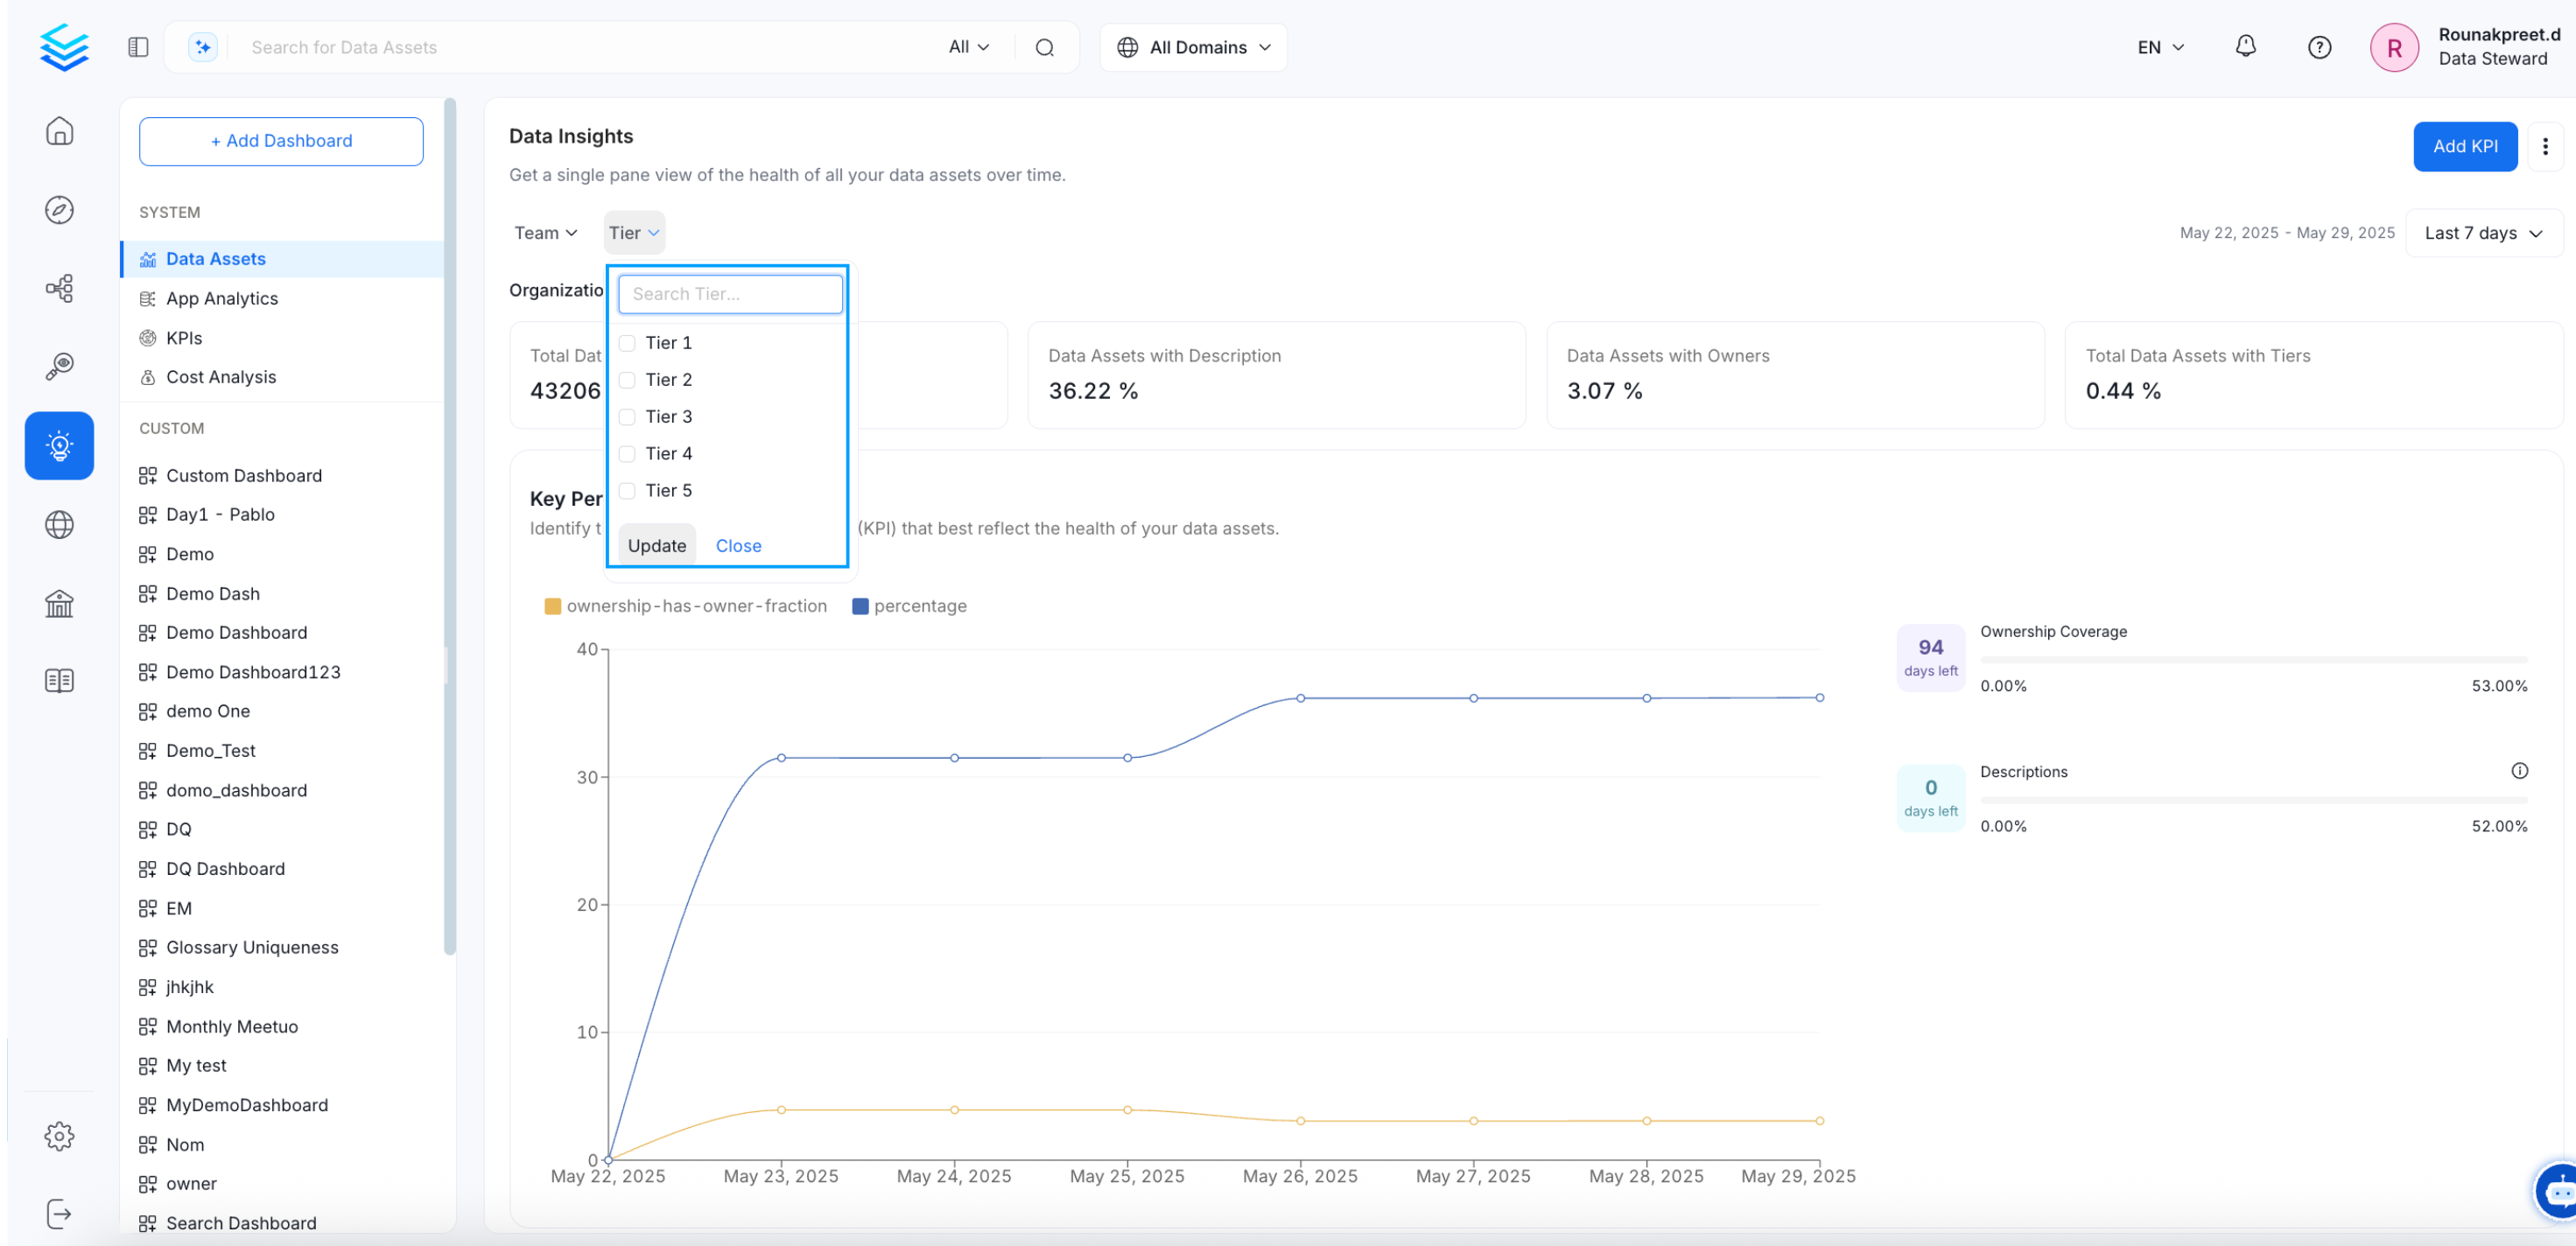 Search for Data Assets
All
All Domains
EN
R
Rounakpreet.d
Data Steward
+ Add Dashboard
SYSTEM
Data Assets
App Analytics
KPIs
Cost Analysis
CUSTOM
Custom Dashboard
Day1 - Pablo
Demo
Demo Dash
Demo Dashboard
Demo Dashboard123
demo One
Demo_Test
domo_dashboard
DQ
DQ Dashboard
EM
Glossary Uniqueness
jhkjhk
Monthly Meetuo
My test
MyDemoDashboard
Nom
owner
Search Dashboard
Data Insights
Get a single pane view of the health of all your data assets over time.
Add KPI
Team
Tier
May 22, 2025 - May 29, 2025
Last 7 days
Organizatio
Search Tier...
Tier 1
Tier 2
Tier 3
Tier 4
Tier 5
Update Close
Total Dat
43206
Data Assets with Description
36.22 %
Data Assets with Owners
3.07 %
Total Data Assets with Tiers
0.44 %
Key Per
Identify t (KPI) that best reflect the health of your data assets.
ownership-has-owner-fraction percentage
40
30
20
10
0
May 22, 2025 May 23, 2025 May 24, 2025 May 25, 2025 May 26, 2025 May 27, 2025 May 28, 2025 May 29, 2025
94
days left
Ownership Coverage
0.00% 53.00%
0
days left
Descriptions
0.00% 52.00%